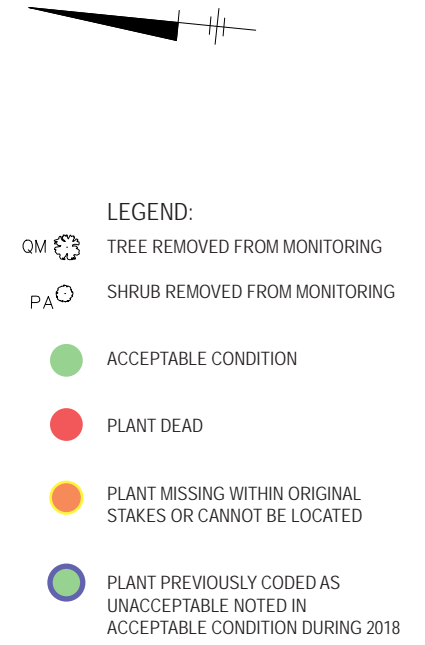 LEGEND:
QM TREE REMOVED FROM MONITORING
PA SHRUB REMOVED FROM MONITORING
ACCEPTABLE CONDITION
PLANT DEAD
PLANT MISSING WITHIN ORIGINAL
STAKES OR CANNOT BE LOCATED
PLANT PREVIOUSLY CODED AS
UNACCEPTABLE NOTED IN
ACCEPTABLE CONDITION DURING 2018